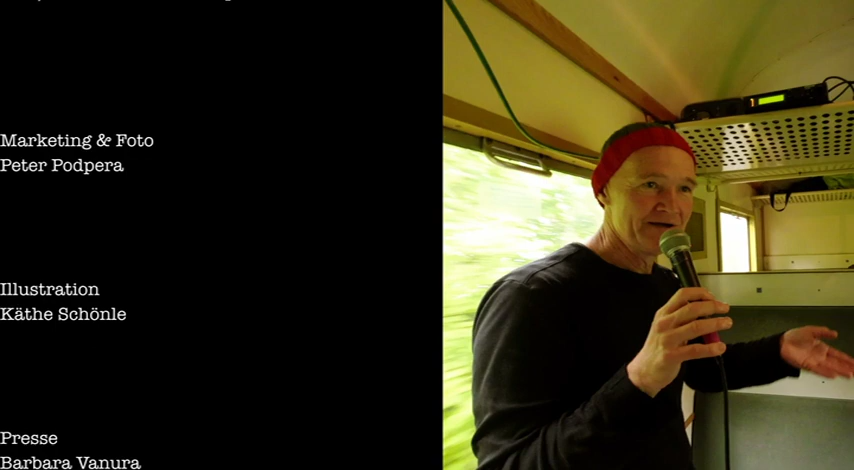 Marketing & Foto
Peter Podpera
Illustration
Käthe Schönle
Presse
Barbara Vanura